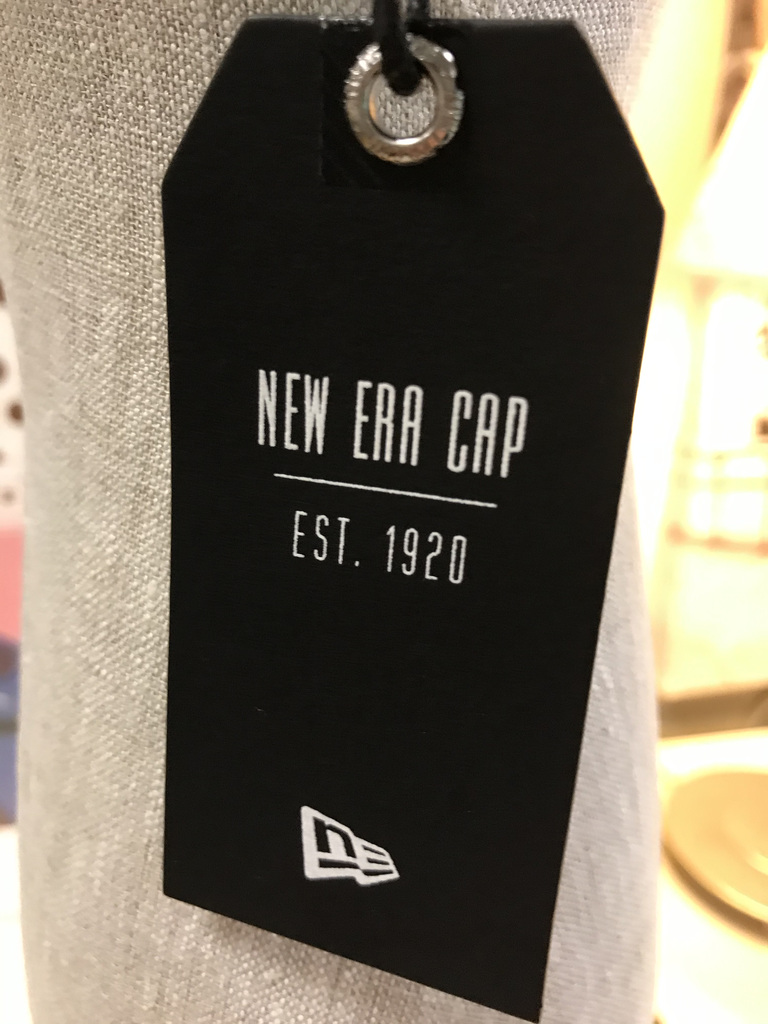 NEW ERA CAP
EST. 1920